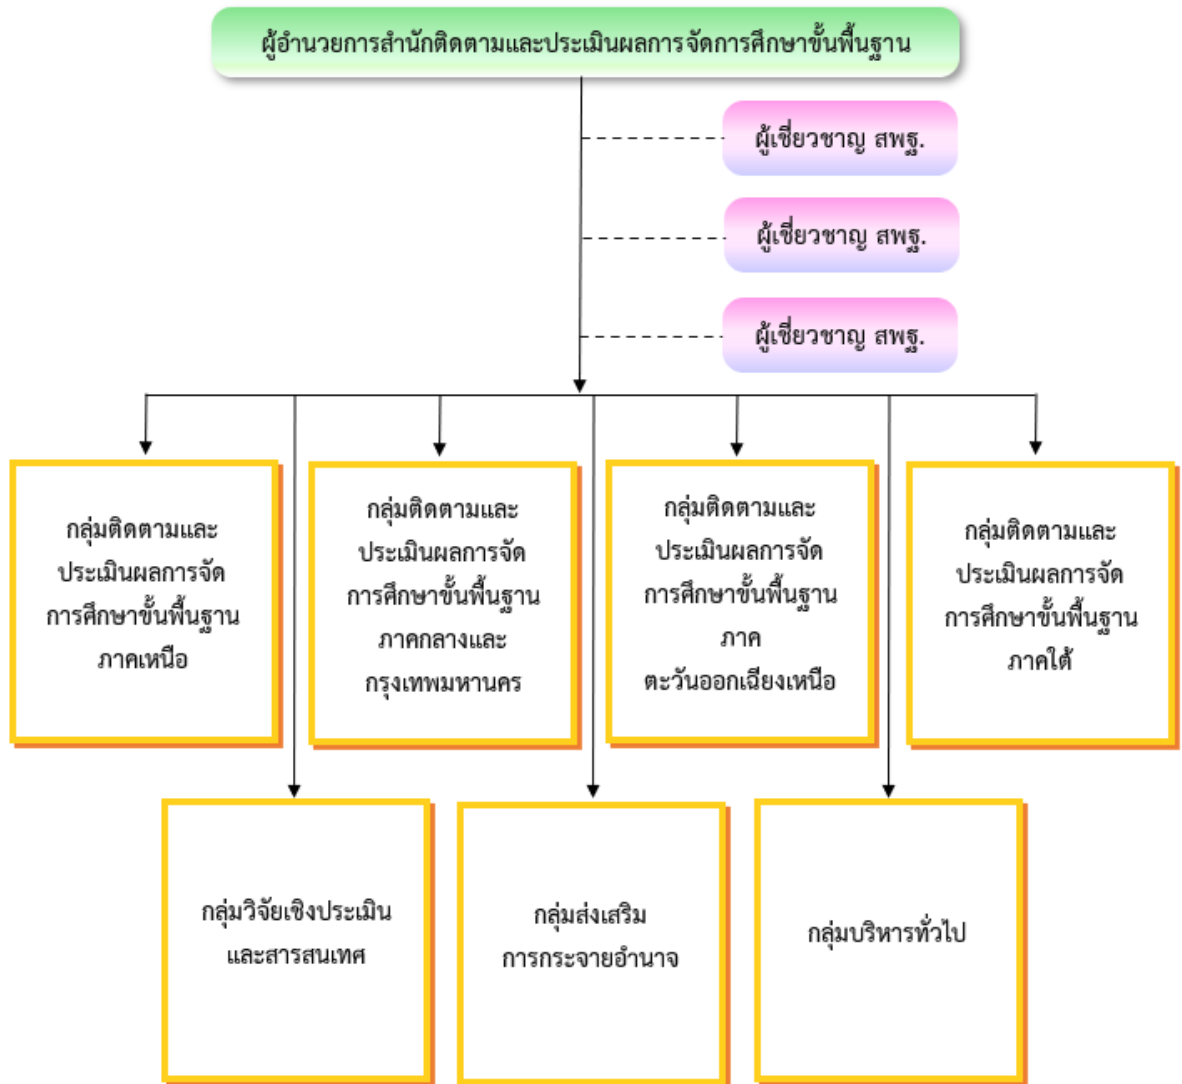 ผู้อำนวยการสำนักติดตามและประเมินผลการจัดการศึกษาขั้นพื้นฐาน
ผู้เชี่ยวชาญ สพฐ.
ผู้เชี่ยวชาญ สพฐ.
ผู้เชี่ยวชาญ สพฐ.
กลุ่มติดตามและ
ประเมินผลการจัด
การศึกษาขั้นพื้นฐาน
ภาคเหนือ
กลุ่มติดตามและ
ประเมินผลการจัด
การศึกษาขั้นพื้นฐาน
ภาคกลางและ
กรุงเทพมหานคร
กลุ่มติดตามและ
ประเมินผลการจัด
การศึกษาขั้นพื้นฐาน
ภาค
ตะวันออกเฉียงเหนือ
กลุ่มติดตามและ
ประเมินผลการจัด
การศึกษาขั้นพื้นฐาน
ภาคใต้
กลุ่มวิจัยเชิงประเมิน
และสารสนเทศ
กลุ่มส่งเสริม
การกระจายอำนาจ
กลุ่มบริหารทั่วไป